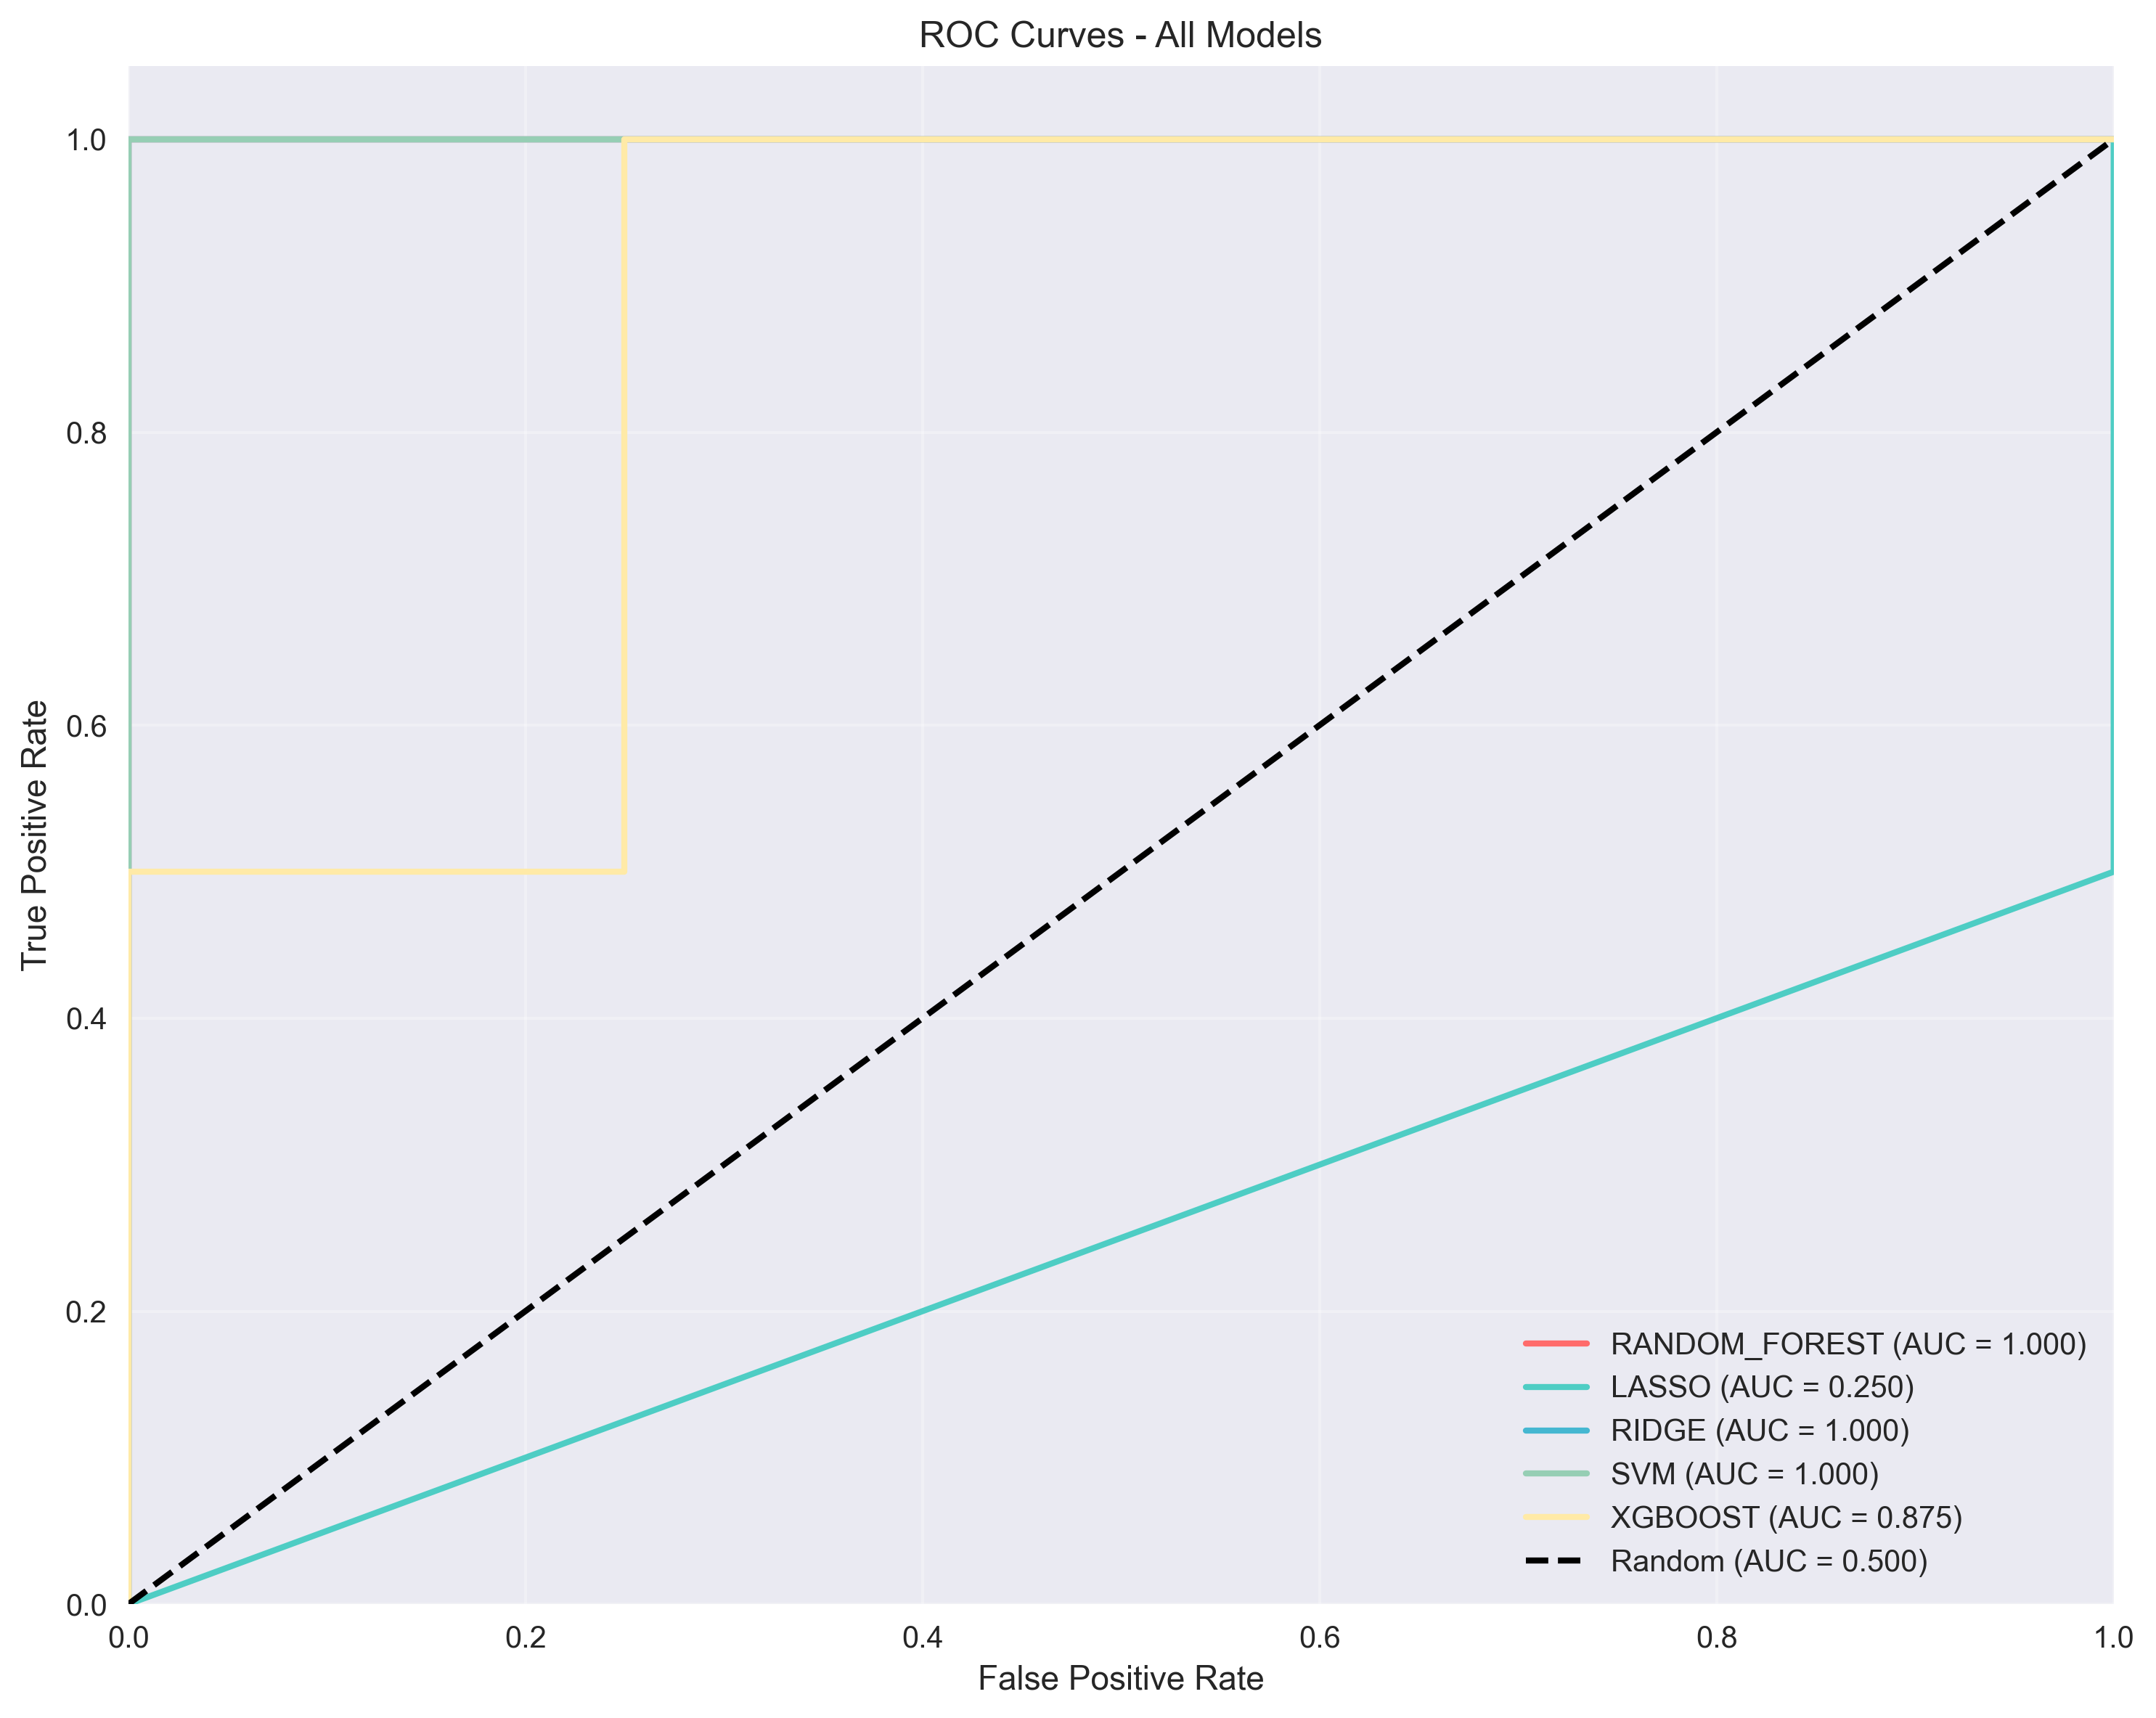 ROC Curves - All Models
1.0
0.8
0.6
0.4
0.2
0.0
True Positive Rate
0.0 0.2 0.4 0.6 0.8 1.0
False Positive Rate
RANDOM_FOREST (AUC = 1.000)
LASSO (AUC = 0.250)
RIDGE (AUC = 1.000)
SVM (AUC = 1.000)
XGBOOST (AUC = 0.875)
Random (AUC = 0.500)